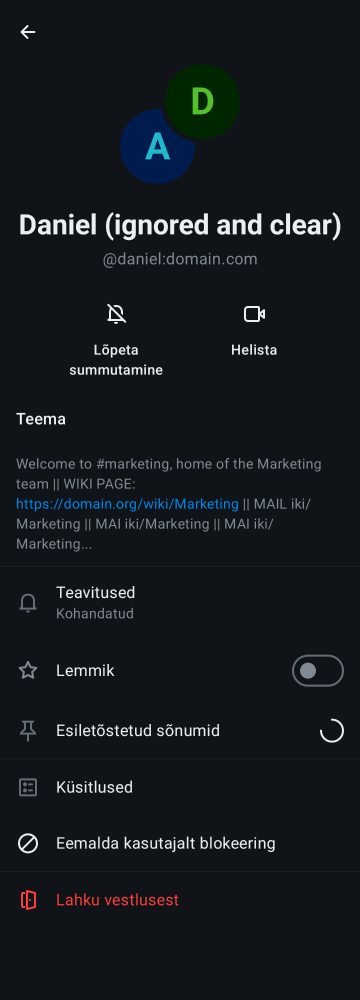 D
A
Daniel (ignored and clear)
@daniel:domain.com
Lõpeta
summutamine
Helista
Teema
Welcome to #marketing, home of the Marketing
team || WIKI PAGE:
https://domain.org/wiki/Marketing || MAIL iki/
Marketing || MAI iki/Marketing || MAI iki/
Marketing...
Teavitused
Kohandatud
Lemmik
Esiletõstetud sõnumid
Küsitlused
Eemalda kasutajalt blokeering
Lahku vestlusest